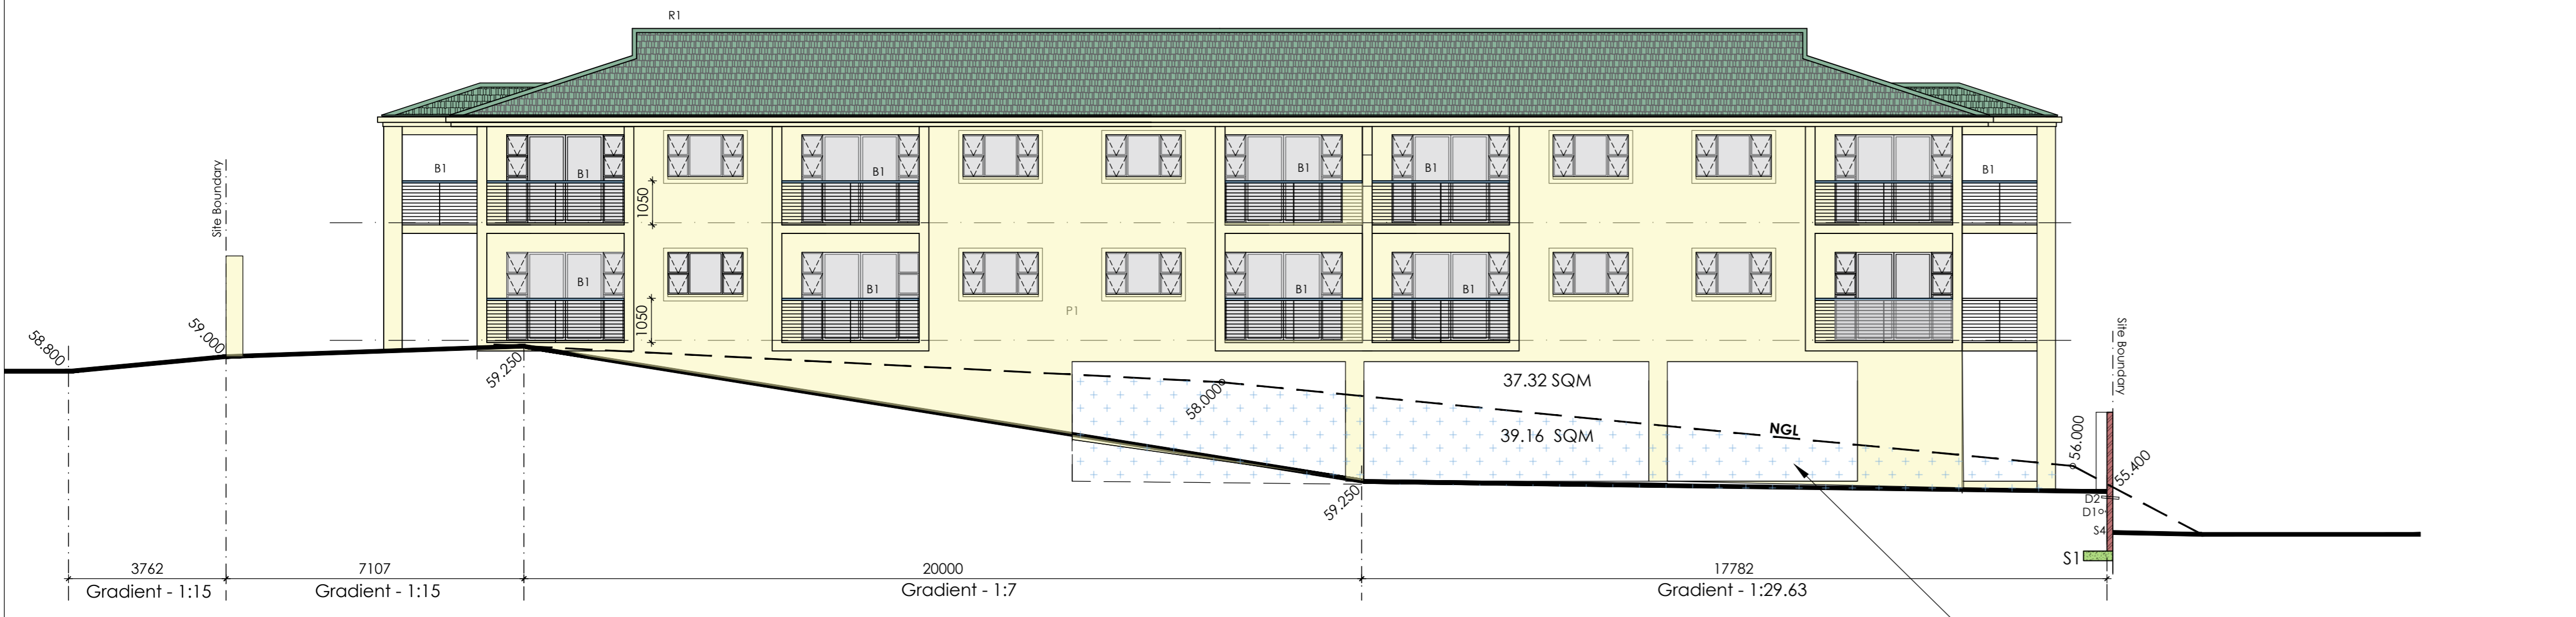 R1
Site Boundary
B1
B1
B1
B1
B1
B1
1050
B1
B1
B1
B1
1050
P1
58.800
59.000
59.250
58.000
37.32 SQM
39.16 SQM
NGL
Site Boundary
56.000
55.400
59.250
D2
D1
S4
S1
3762
7107
20000
17782
Gradient - 1:15
Gradient - 1:15
Gradient - 1:7
Gradient - 1:29.63